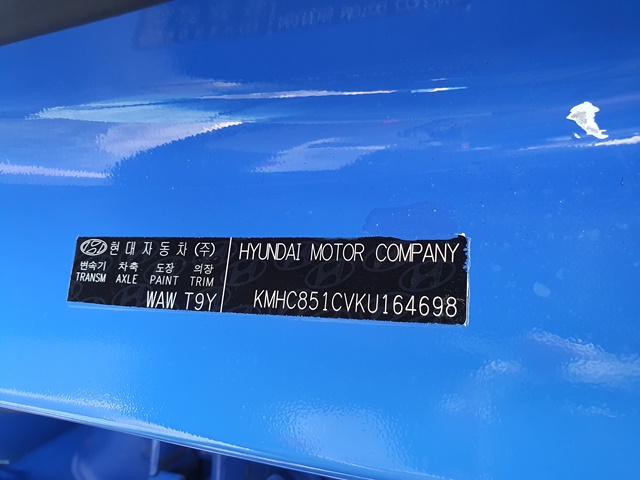 현대자동차(주)
변속기 차축 도장 의장
TRANSM AXLE PAINT TRIM
WAW T9Y
HYUNDAI MOTOR COMPANY
KMHC851CVKU164698